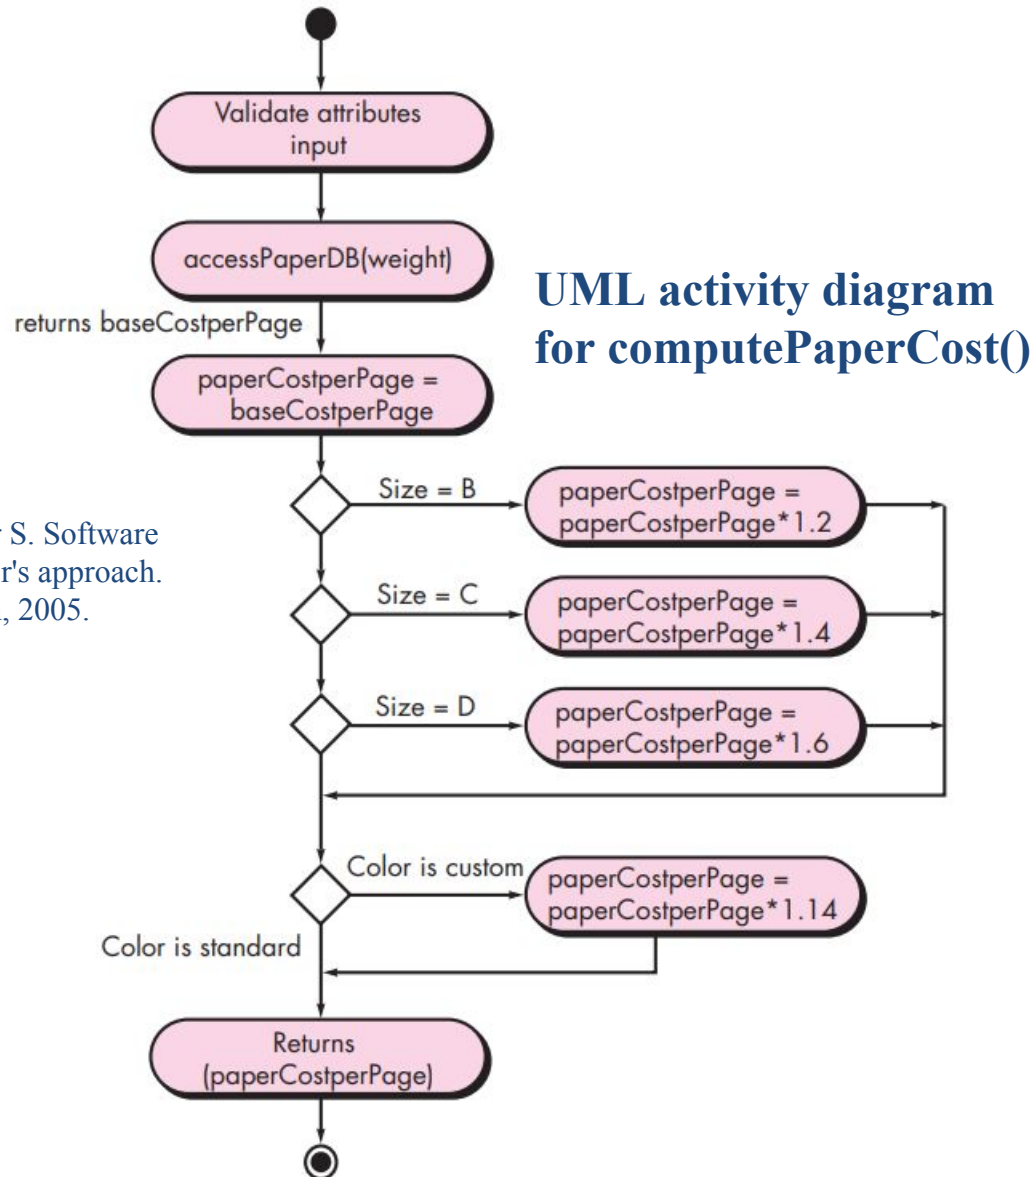 Validate attributes
input
accessPaperDB(weight)
UML activity diagram
for computePaperCost()
returns baseCostperPage
paperCostperPage =
baseCostperPage
Size = B
paperCostperPage =
paperCostperPage*1.2
S. Software
r's approach.
, 2005.
Size = C
paperCostperPage =
paperCostperPage*1.4
Size = D
paperCostperPage =
paperCostperPage*1.6
Color is custom
paperCostperPage =
paperCostperPage*1.14
Color is standard
Returns
(paperCostperPage)